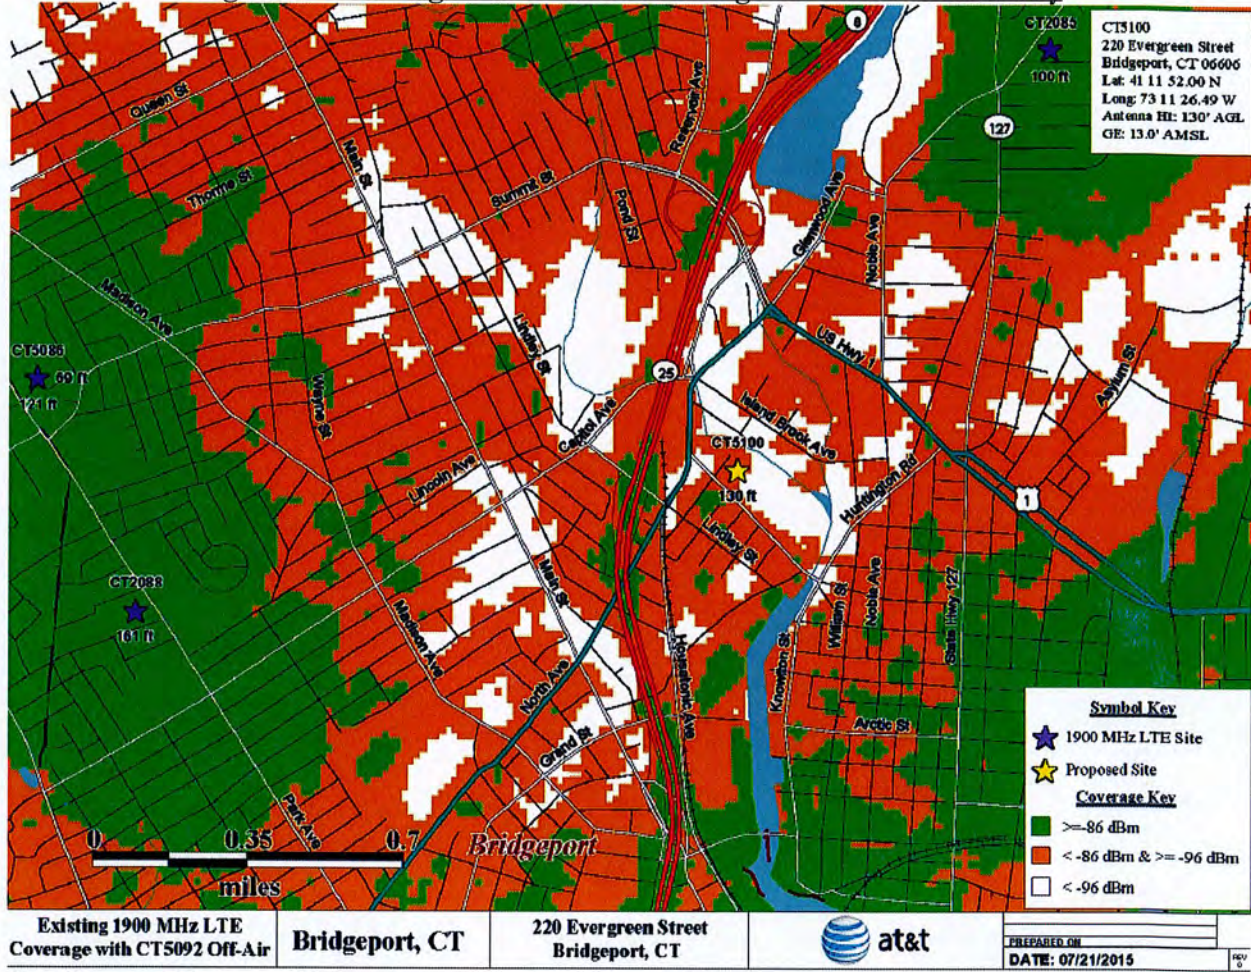 CT5100
220 Evergreen Street
Bridgeport, CT 06606
Lat: 41 11 52.00 N
Long: 73 11 26.49 W
Antenna Ht: 130' AGL
GE: 13.0' AMSL
CT2085
100 ft
8
127
Queen St
Main St
Thorme St
Summit St
Reservoir Ave
Pond St
Glenwood Ave
Noble Ave
Madison Ave
Lindley St
US Hwy 1
CT5086
69 ft
121 ft
Wayne St
25
Capitol Ave
Island Brook Ave
Asylum St
CT5100
130 ft
Lincoln Ave
Huntington Rd
1
Lindley St
Main St
CT2088
161 ft
Madison Ave
William St
Noble Ave
State Hwy 127
Knowlton St
Housatonic Ave
North Ave
Grand St
Arctic St
Park Ave
Bridgeport
0 0.35 0.7
miles
Symbol Key
1900 MHz LTE Site
Proposed Site
Coverage Key
>=-86 dBm
< -86 dBm & >= -96 dBm
< -96 dBm
Existing 1900 MHz LTE
Coverage with CT5092 Off-Air
Bridgeport, CT
220 Evergreen Street
Bridgeport, CT
at&t
PREPARED ON
DATE: 07/21/2015
REV
0